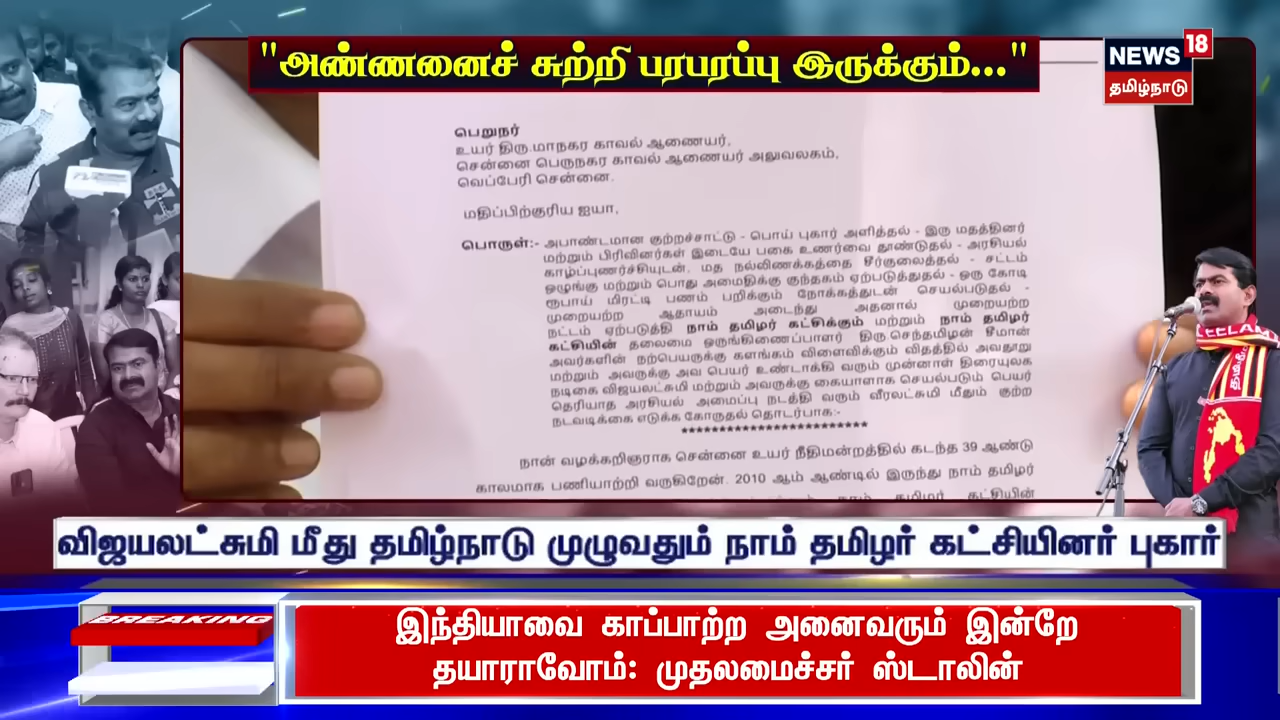 "அண்ணனைச் சுற்றி பரபரப்பு இருக்கும்..."
NEWS 18
தமிழ்நாடு
பெறுநர்
உயர் திரு.மாநகர காவல் ஆணையர்,
சென்னை பெருநகர காவல் ஆணையர் அலுவலகம்,
வெப்பேரி சென்னை.
மதிப்பிற்குரிய ஐயா,
பொருள்:- அபாண்டமான குற்றச்சாட்டு - பொய் புகார் அளித்தல் - இரு மதத்தினர்
மற்றும் பிரிவினர்கள் இடையே பகை உணர்வை தூண்டுதல் - அரசியல்
காழ்ப்புணர்ச்சியுடன், மத நல்லிணக்கத்தை சீர்குலைத்தல் - சட்டம்
ஒழுங்கு மற்றும் பொது அமைதிக்கு குந்தகம் ஏற்படுத்துதல் - ஒரு கோடி
ரூபாய் மிரட்டி பணம் பறிக்கும் நோக்கத்துடன் செயல்படுதல் -
முறையற்ற ஆதாயம் அடைந்து அதனால் முறையற்ற
நட்டம் ஏற்படுத்தி நாம் தமிழர் கட்சிக்கும் மற்றும் நாம் தமிழர்
கட்சியின் தலைமை ஒருங்கிணைப்பாளர் திரு செந்தமிழன் சீமான்
அவர்களின் நற்பெயருக்கு களங்கம் விளைவிக்கும் விதத்தில் அவதூறு
மற்றும் அவருக்கு அவ பெயர் உண்டாக்கி வரும் முன்னாள் திரையுலக
நடிகை விஜயலட்சுமி மற்றும் அவருக்கு கையாளாக செயல்படும் பெயர்
தெரியாத அரசியல் அமைப்பு நடத்தி வரும் வீரலட்சுமி மீதும் குற்ற
நடவடிக்கை எடுக்க கோருதல் தொடர்பாக:-
************************
நான் வழக்கறிஞராக சென்னை உயர் நீதிமன்றத்தில் கடந்த 39 ஆண்டு
காலமாக பணியாற்றி வருகிறேன். 2010 ஆம் ஆண்டில் இருந்து நாம் தமிழர்
நாம் தமிழர் கட்சியின்
EELAM
விஜயலட்சுமி மீது தமிழ்நாடு முழுவதும் நாம் தமிழர் கட்சியினர் புகார்
BREAKING
இந்தியாவை காப்பாற்ற அனைவரும் இன்றே
தயாராவோம்: முதலமைச்சர் ஸ்டாலின்